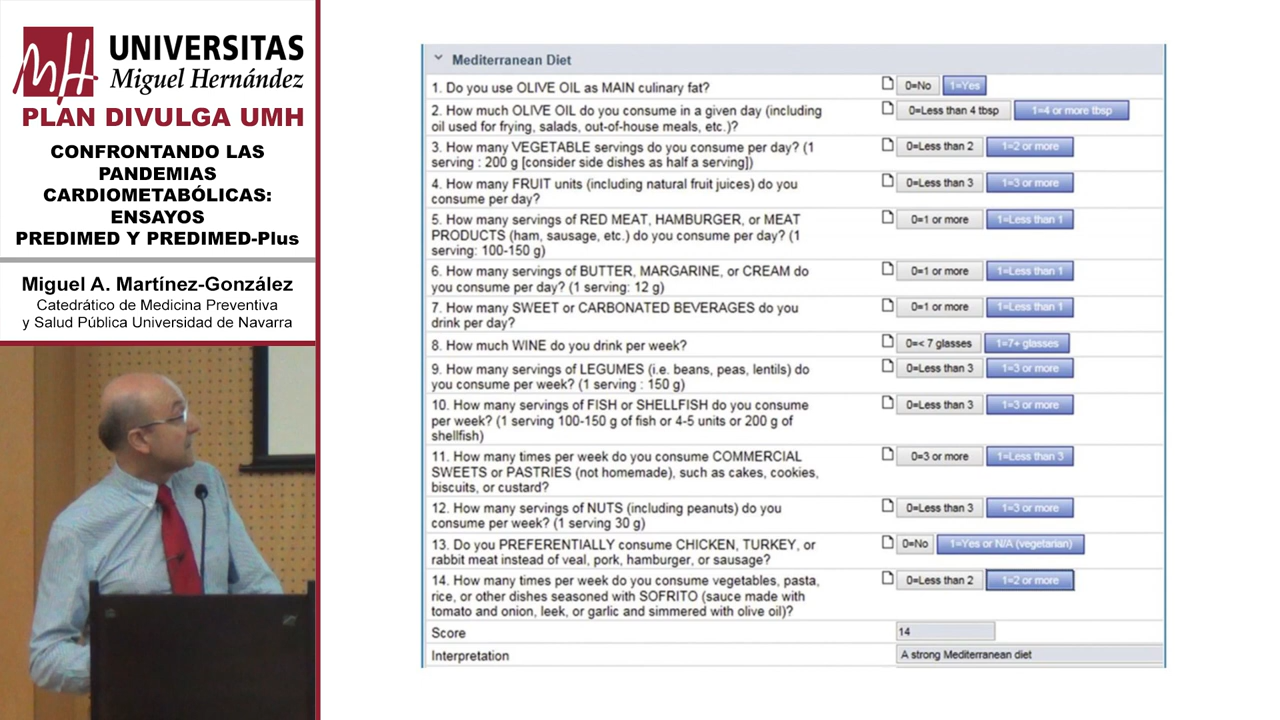 UNIVERSITAS
Miguel Hernández
PLAN DIVULGA UMH
CONFRONTANDO LAS
PANDEMIAS
CARDIOMETABÓLICAS:
ENSAYOS
PREDIMED Y PREDIMED-Plus
Miguel A. Martínez-González
Catedrático de Medicina Preventiva
y Salud Pública Universidad de Navarra
Mediterranean Diet
1. Do you use OLIVE OIL as MAIN culinary fat? 0=No 1=Yes
2. How much OLIVE OIL do you consume in a given day (including 0=Less than 4 tbsp 1=4 or more tbsp
oil used for frying, salads, out-of-house meals, etc.)?
3. How many VEGETABLE servings do you consume per day? (1 0=Less than 2 1=2 or more
serving : 200 g [consider side dishes as half a serving])
4. How many FRUIT units (including natural fruit juices) do you 0=Less than 3 1=3 or more
consume per day?
5. How many servings of RED MEAT, HAMBURGER, or MEAT 0=1 or more 1=Less than 1
PRODUCTS (ham, sausage, etc.) do you consume per day? (1
serving: 100-150 g)
6. How many servings of BUTTER, MARGARINE, or CREAM do 0=1 or more 1=Less than 1
you consume per day? (1 serving: 12 g)
7. How many SWEET or CARBONATED BEVERAGES do you 0=1 or more 1=Less than 1
drink per day?
8. How much WINE do you drink per week? 0=< 7 glasses 1=7+ glasses
9. How many servings of LEGUMES (i.e. beans, peas, lentils) do 0=Less than 3 1=3 or more
you consume per week? (1 serving : 150 g)
10. How many servings of FISH or SHELLFISH do you consume 0=Less than 3 1=3 or more
per week? (1 serving 100-150 g of fish or 4-5 units or 200 g of
shellfish)
11. How many times per week do you consume COMMERCIAL 0=3 or more 1=Less than 3
SWEETS or PASTRIES (not homemade), such as cakes, cookies,
biscuits, or custard?
12. How many servings of NUTS (including peanuts) do you 0=Less than 3 1=3 or more
consume per week? (1 serving 30 g)
13. Do you PREFERENTIALLY consume CHICKEN, TURKEY, or 0=No 1=Yes or N/A (vegetarian)
rabbit meat instead of veal, pork, hamburger, or sausage?
14. How many times per week do you consume vegetables, pasta, 0=Less than 2 1=2 or more
rice, or other dishes seasoned with SOFRITO (sauce made with
tomato and onion, leek, or garlic and simmered with olive oil)?
Score 14
Interpretation A strong Mediterranean diet